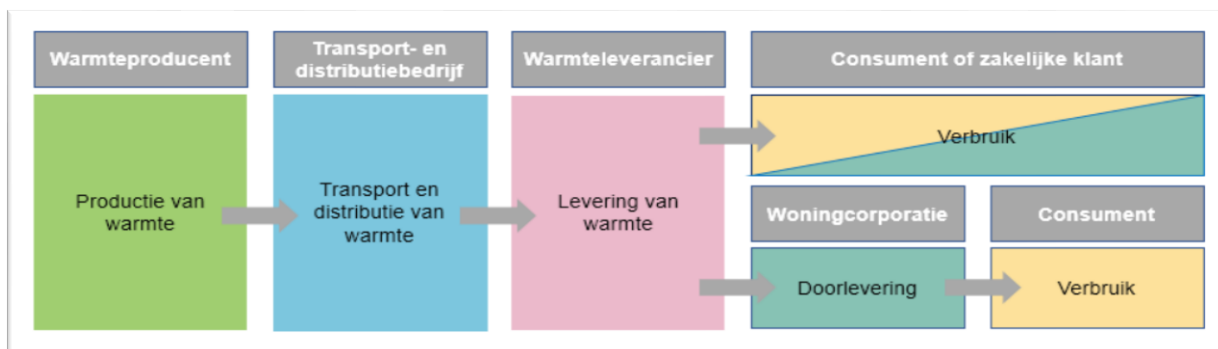 Warmteproducent
Transport- en
distributiebedrijf
Warmteleverancier
Consument of zakelijke klant
Productie van
warmte
Transport en
distributie van
warmte
Levering van
warmte
Verbruik
Woningcorporatie
Consument
Doorlevering
Verbruik